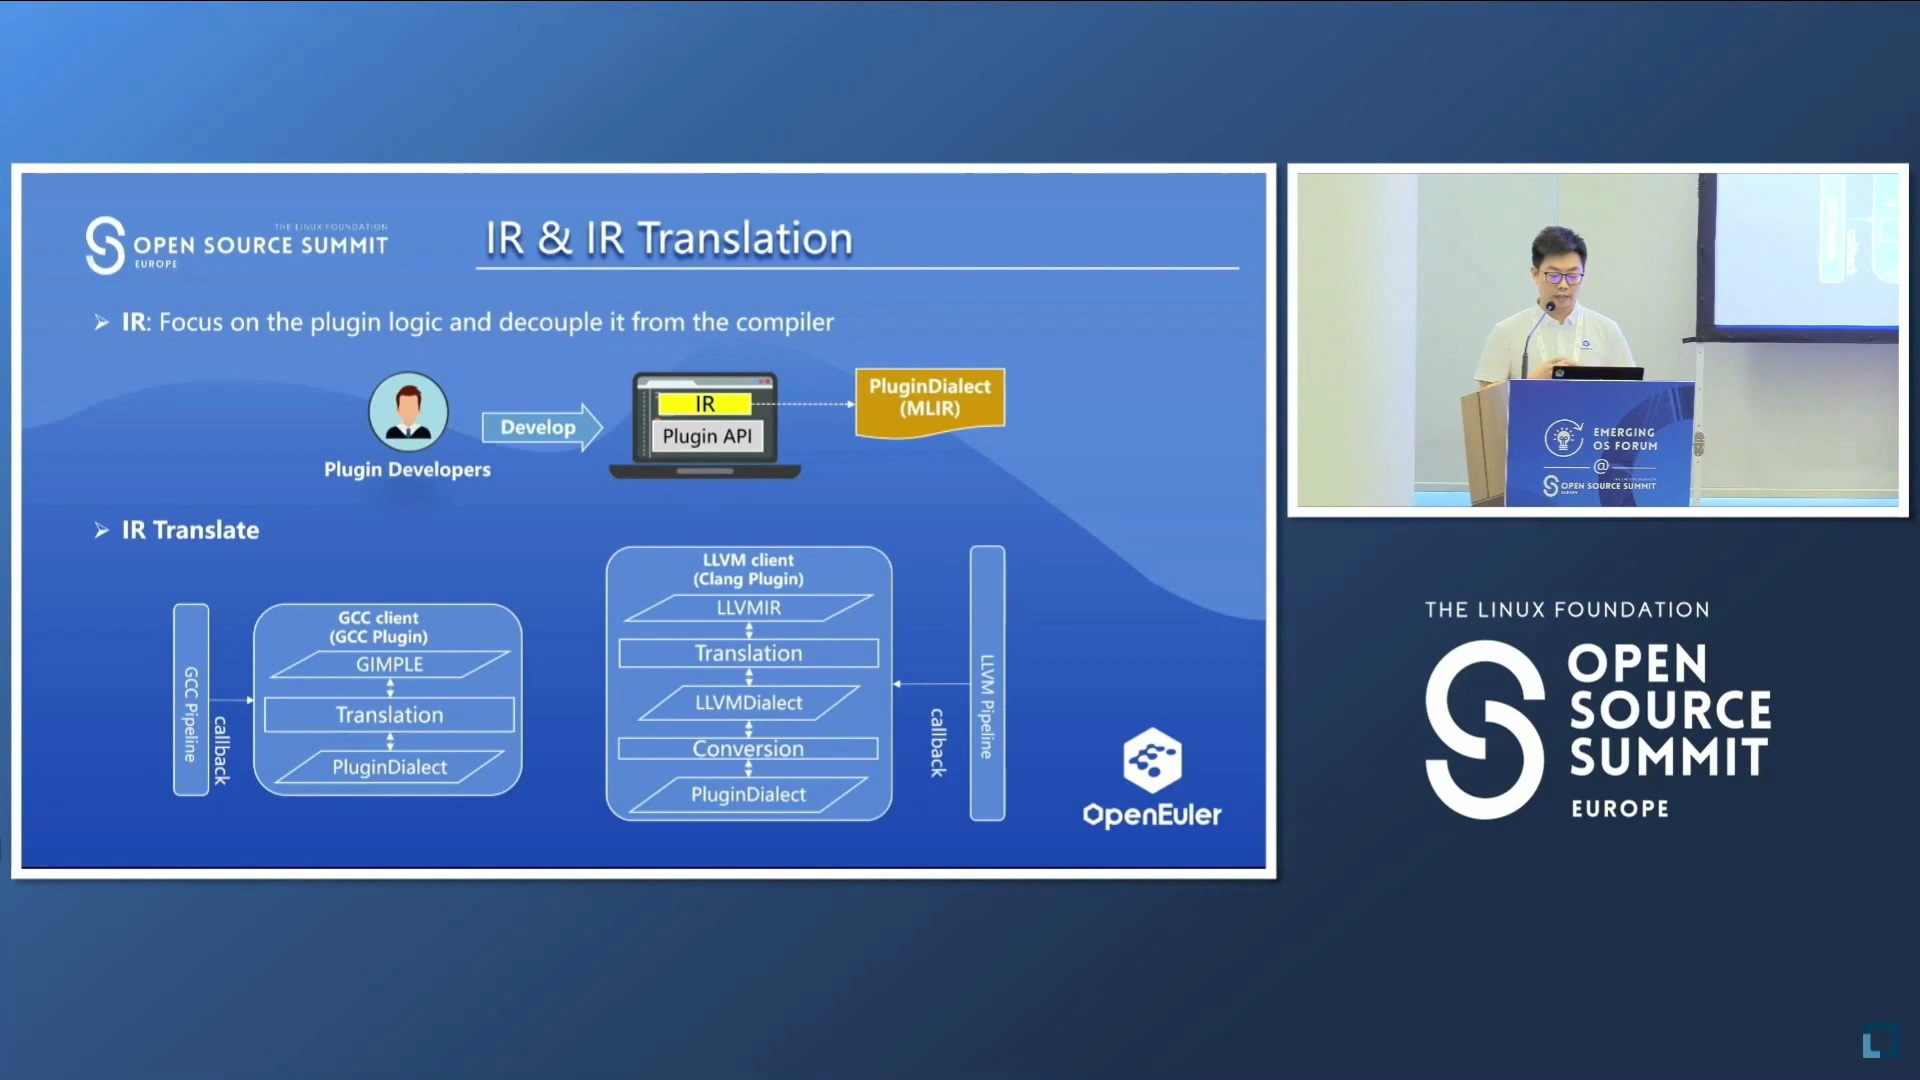 THE LINUX FOUNDATION
OPEN SOURCE SUMMIT
EUROPE
IR & IR Translation
➢ IR: Focus on the plugin logic and decouple it from the compiler
Plugin Developers
Develop
IR
Plugin API
PluginDialect
(MLIR)
➢ IR Translate
GCC Pipeline
callback
GCC client
(GCC Plugin)
GIMPLE
Translation
PluginDialect
LLVM client
(Clang Plugin)
LLVMIR
Translation
LLVMDialect
Conversion
PluginDialect
callback
LLVM Pipeline
OpenEuler
EMERGING
OS FORUM
@
OPEN SOURCE SUMMIT
EUROPE
THE LINUX FOUNDATION
OPEN
SOURCE
SUMMIT
EUROPE